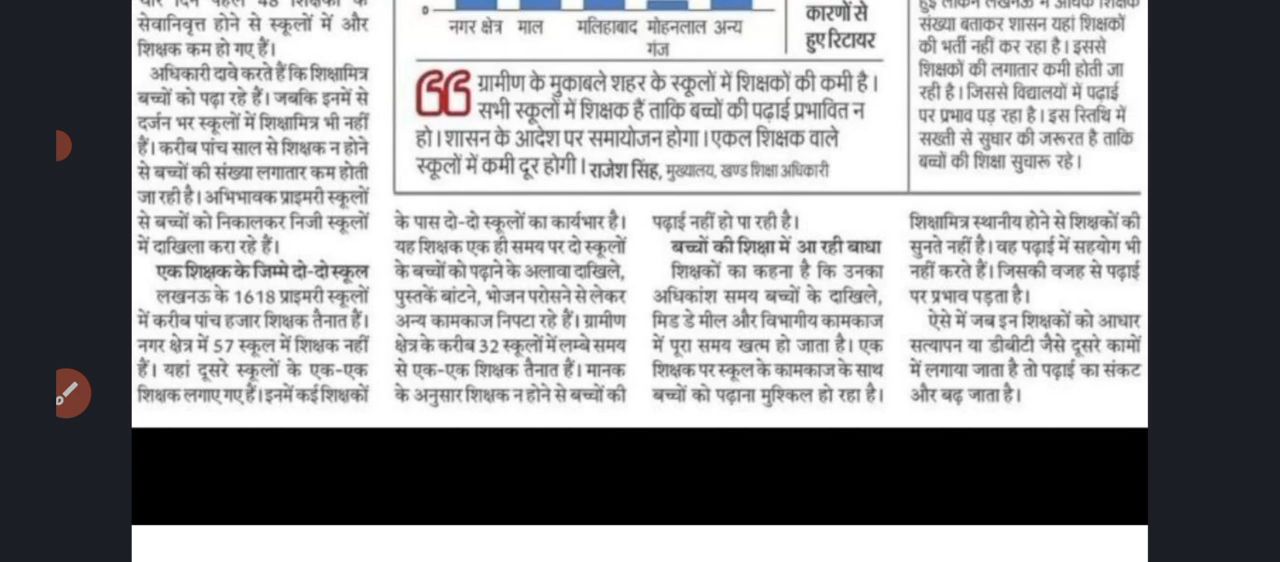 सेवानिवृत्त होने से स्कूलों में और
शिक्षक कम हो गए हैं।
अधिकारी दावे करते हैं कि शिक्षामित्र
बच्चों को पढ़ा रहे हैं। जबकि इनमें से
दर्जन भर स्कूलों में शिक्षामित्र भी नहीं
हैं। करीब पांच साल से शिक्षक न होने
से बच्चों की संख्या लगातार कम होती
जा रही है। अभिभावक प्राइमरी स्कूलों
से बच्चों को निकालकर निजी स्कूलों
में दाखिला करा रहे हैं।
एक शिक्षक के जिम्मे दो-दो स्कूल
लखनऊ के 1618 प्राइमरी स्कूलों
में करीब पांच हजार शिक्षक तैनात हैं।
नगर क्षेत्र में 57 स्कूल में शिक्षक नहीं
हैं। यहां दूसरे स्कूलों के एक-एक
शिक्षक लगाए गए हैं। इनमें कई शिक्षकों
0
नगर क्षेत्र माल मलिहाबाद मोहनलाल अन्य
गंज
कारणों से
हुए रिटायर
ग्रामीण के मुकाबले शहर के स्कूलों में शिक्षकों की कमी है।
सभी स्कूलों में शिक्षक हैं ताकि बच्चों की पढ़ाई प्रभावित न
हो। शासन के आदेश पर समायोजन होगा। एकल शिक्षक वाले
स्कूलों में कमी दूर होगी। राजेश सिंह, मुख्यालय, खण्ड शिक्षा अधिकारी
संख्या बताकर शासन यहां शिक्षकों
की भर्ती नहीं कर रहा है। इससे
शिक्षकों की लगातार कमी होती जा
रही है। जिससे विद्यालयों में पढ़ाई
पर प्रभाव पड़ रहा है। इस स्तिथि में
सख्ती से सुधार की जरूरत है ताकि
बच्चों की शिक्षा सुचारू रहे।
के पास दो-दो स्कूलों का कार्यभार है।
यह शिक्षक एक ही समय पर दो स्कूलों
के बच्चों को पढ़ाने के अलावा दाखिले,
पुस्तकें बांटने, भोजन परोसने से लेकर
अन्य कामकाज निपटा रहे हैं। ग्रामीण
क्षेत्र के करीब 32 स्कूलों में लम्बे समय
से एक-एक शिक्षक तैनात हैं। मानक
के अनुसार शिक्षक न होने से बच्चों की
पढ़ाई नहीं हो पा रही है।
बच्चों की शिक्षा में आ रही बाधा
शिक्षकों का कहना है कि उनका
अधिकांश समय बच्चों के दाखिले,
मिड डे मील और विभागीय कामकाज
में पूरा समय खत्म हो जाता है। एक
शिक्षक पर स्कूल के कामकाज के साथ
बच्चों को पढ़ाना मुश्किल हो रहा है।
शिक्षामित्र स्थानीय होने से शिक्षकों की
सुनते नहीं है। वह पढ़ाई में सहयोग भी
नहीं करते हैं। जिसकी वजह से पढ़ाई
पर प्रभाव पड़ता है।
ऐसे में जब इन शिक्षकों को आधार
सत्यापन या डीबीटी जैसे दूसरे कामों
में लगाया जाता है तो पढ़ाई का संकट
और बढ़ जाता है।